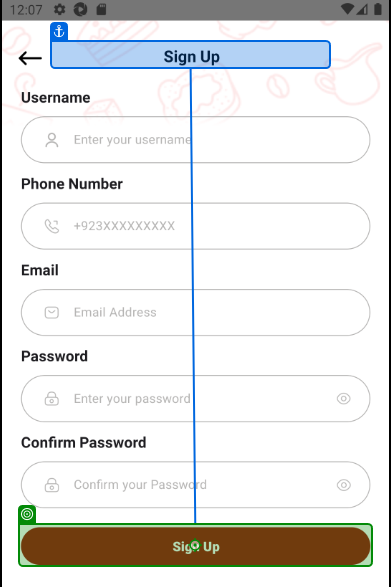 12:07
Sign Up
Username
Enter your username
Phone Number
+923XXXXXXXXX
Email
Email Address
Password
Enter your password
Confirm Password
Confirm your Password
Sign Up